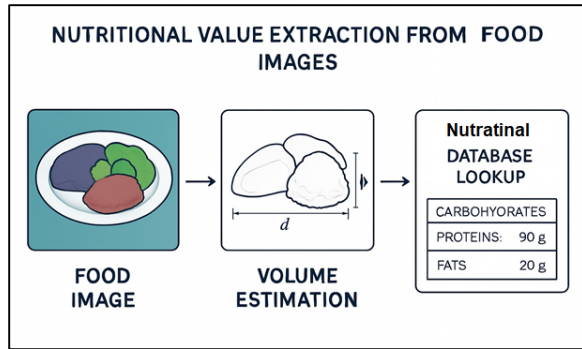 NUTRITIONAL VALUE EXTRACTION FROM FOOD
IMAGES
d
FOOD
IMAGE
VOLUME
ESTIMATION
Nutratinal
DATABASE
LOOKUP
CARBOHYORATES
PROTEINS: 90 g
FATS 20 g